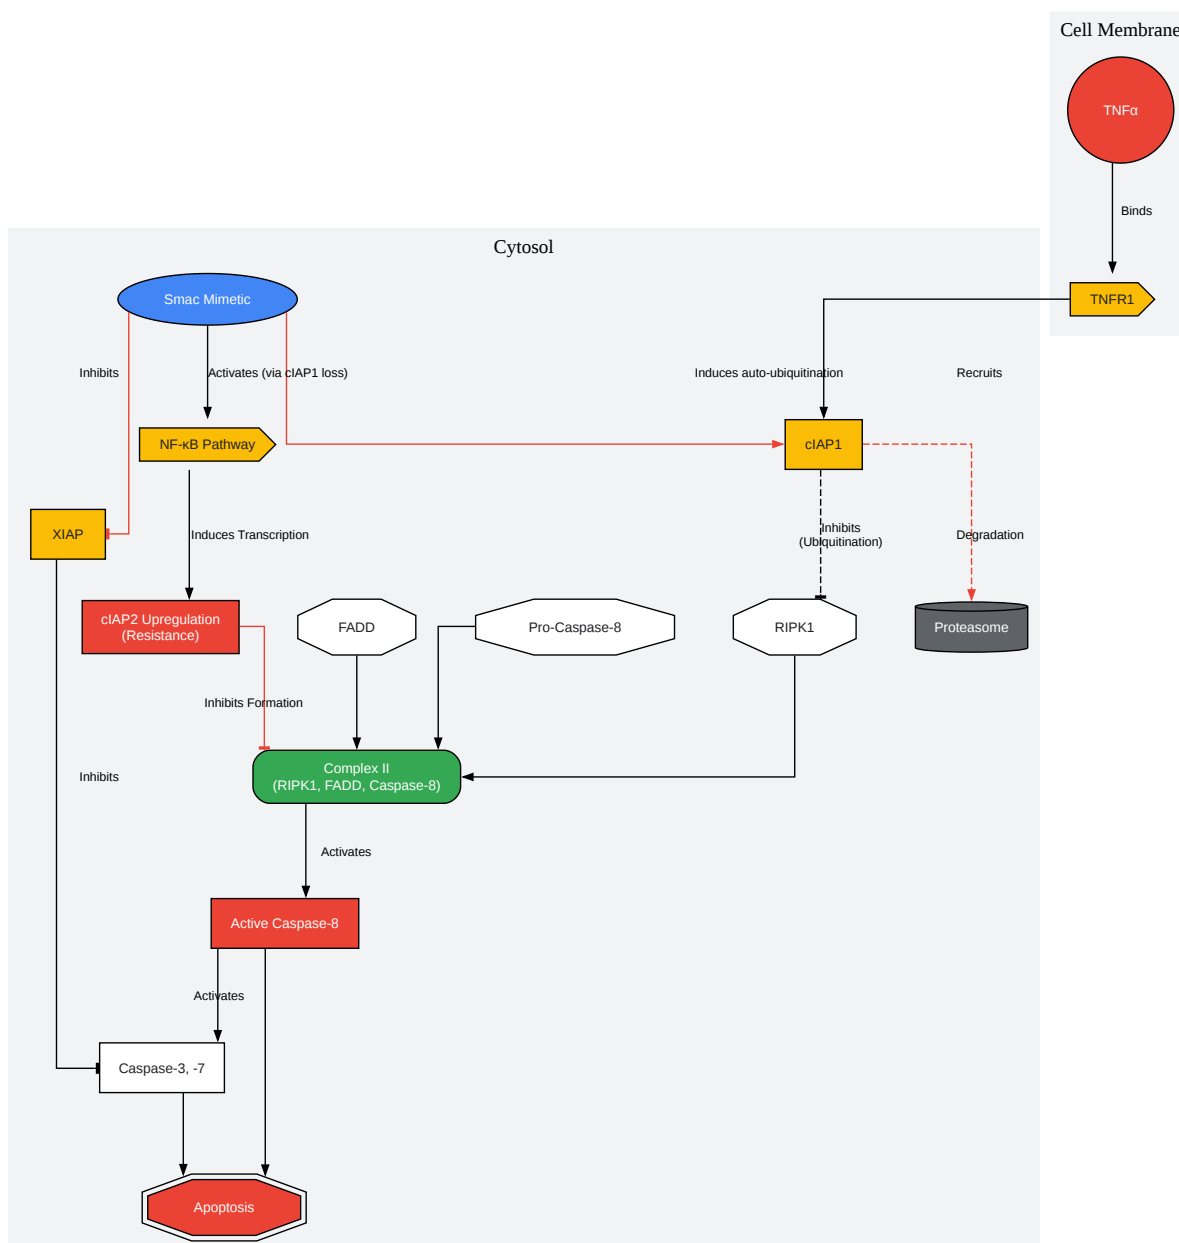 Cell Membrane
TNFα
Binds
TNFR1
Cytosol
Smac Mimetic
Inhibits
Activates (via cIAP1 loss)
Induces auto-ubiquitination
Recruits
NF-κB Pathway
cIAP1
XIAP
Induces Transcription
Inhibits
(Ubiquitination)
Degradation
cIAP2 Upregulation
(Resistance)
FADD
Pro-Caspase-8
RIPK1
Proteasome
Inhibits Formation
Inhibits
Complex II
(RIPK1, FADD, Caspase-8)
Activates
Active Caspase-8
Activates
Caspase-3, -7
Apoptosis